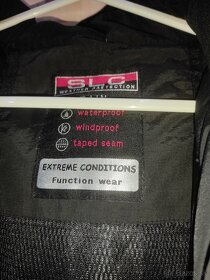 SLC
WEATHER PROTECTION
waterproof
windproof
taped seam
EXTREME CONDITIONS
Function wear